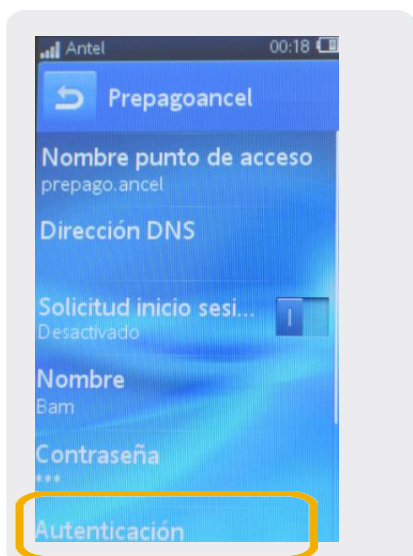 Antel 00:18
Prepagoancel
Nombre punto de acceso
prepago.ancel
Dirección DNS
Solicitud inicio sesi...
Desactivado
Nombre
Bam
Contraseña
***
Autenticación